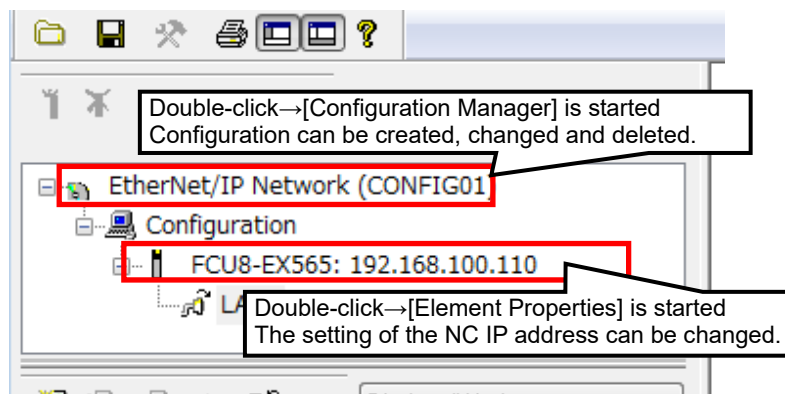 Double-click→[Configuration Manager] is started
Configuration can be created, changed and deleted.
EtherNet/IP Network (CONFIG01)
Configuration
FCU8-EX565: 192.168.100.110
Double-click→[Element Properties] is started
The setting of the NC IP address can be changed.